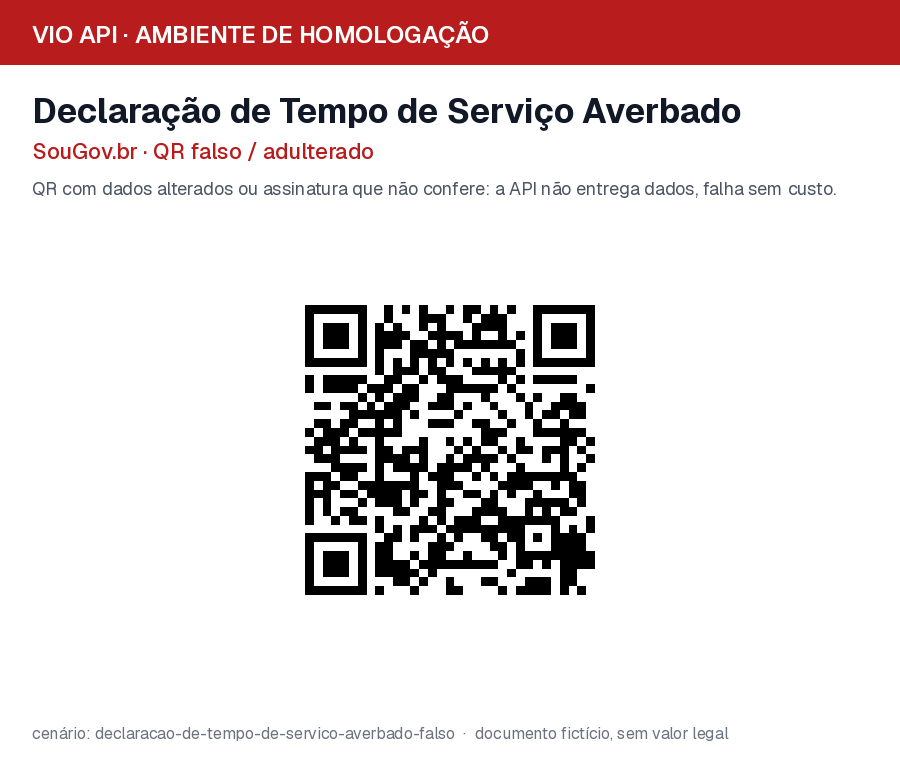 VIO API · AMBIENTE DE HOMOLOGAÇÃO
Declaração de Tempo de Serviço Averbado
SouGov.br · QR falso / adulterado
QR com dados alterados ou assinatura que não confere: a API não entrega dados, falha sem custo.
cenário: declaracao-de-tempo-de-servico-averbado-falso · documento fictício, sem valor legal